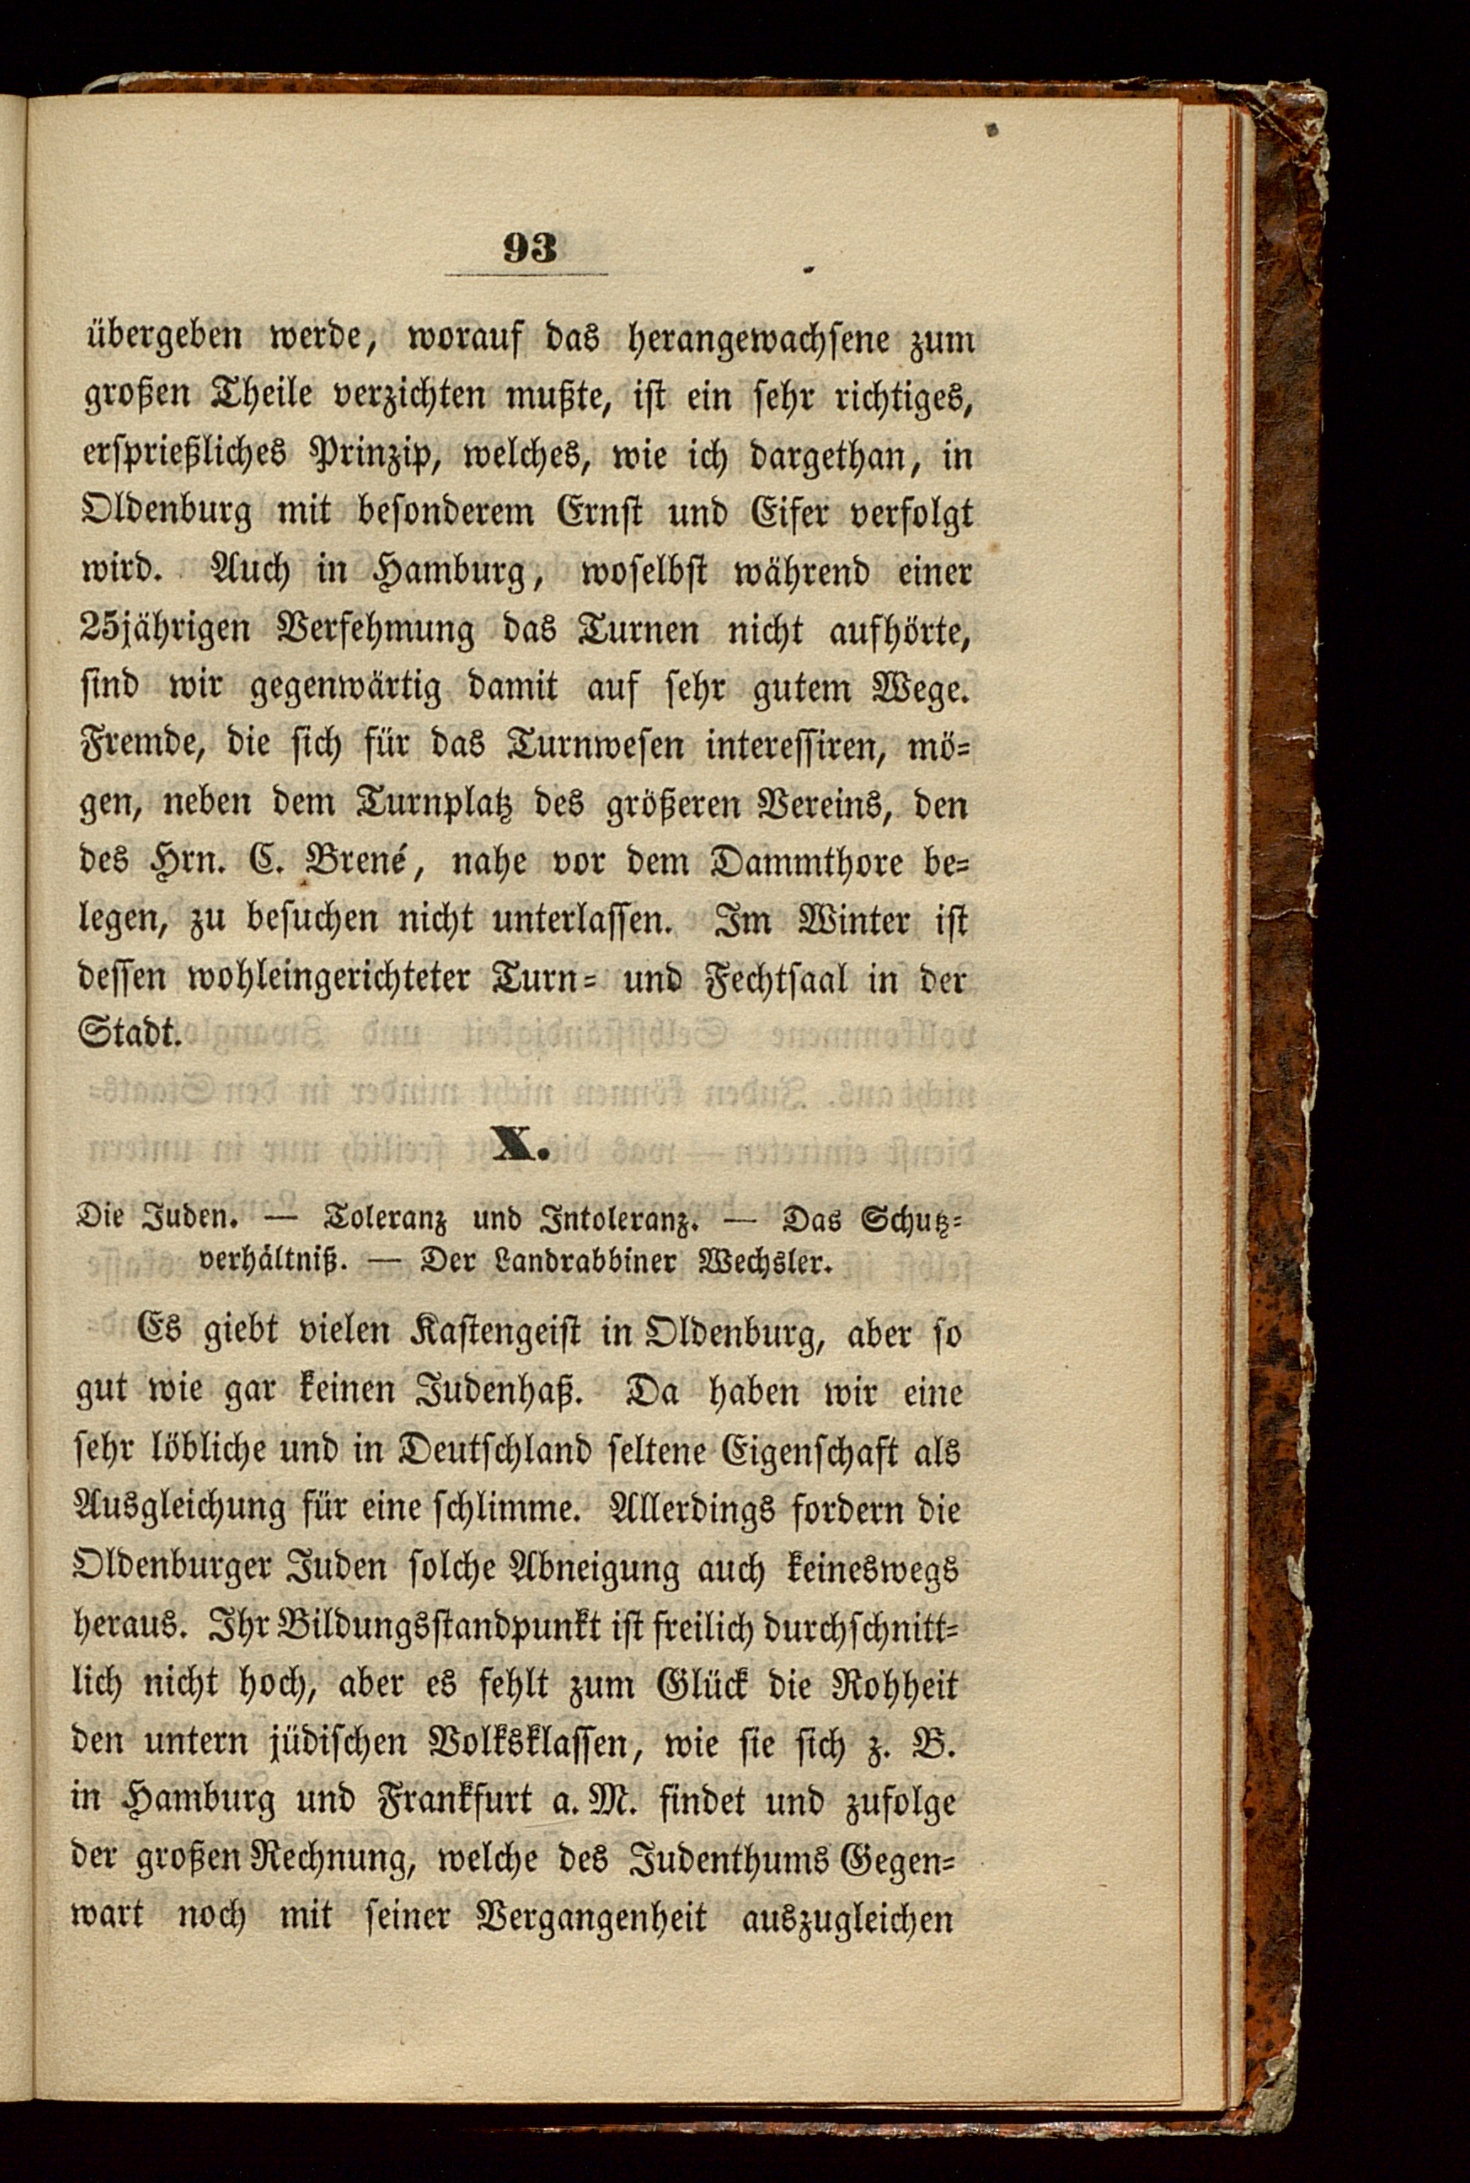 93
übergeben werde, worauf das herangewachsene zum
großen Theile verzichten mußte, ist ein sehr richtiges,
ersprießliches Prinzip, welches, wie ich dargethan, in
Oldenburg mit besonderem Ernst und Eifer verfolgt
wird. Auch in Hamburg, woselbst während einer
25jährigen Verfehmung das Turnen nicht aufhörte,
sind wir gegenwärtig damit auf sehr gutem Wege.
Fremde, die sich für das Turnwesen interessiren, mö-
gen, neben dem Turnplatz des größeren Vereins, den
des Hrn. C. Brené, nahe vor dem Dammthore be-
legen, zu besuchen nicht unterlassen. Im Winter ist
dessen wohleingerichteter Turn- und Fechtsaal in der
Stadt.
X.
Die Juden. — Toleranz und Intoleranz. — Das Schutz-
verhältniß. — Der Landrabbiner Wechsler.
Es giebt vielen Kastengeist in Oldenburg, aber so
gut wie gar keinen Judenhaß. Da haben wir eine
sehr löbliche und in Deutschland seltene Eigenschaft als
Ausgleichung für eine schlimme. Allerdings fordern die
Oldenburger Juden solche Abneigung auch keineswegs
heraus. Ihr Bildungsstandpunkt ist freilich durchschnitt-
lich nicht hoch, aber es fehlt zum Glück die Rohheit
den untern jüdischen Volksklassen, wie sie sich z. B.
in Hamburg und Frankfurt a. M. findet und zufolge
der großen Rechnung, welche des Judenthums Gegen-
wart noch mit seiner Vergangenheit auszugleichen